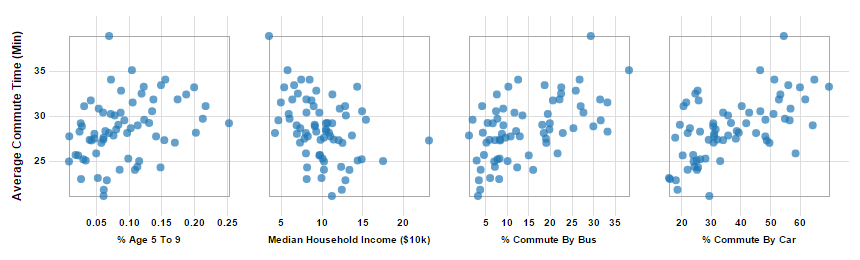 Average Commute Time (Min)
35
30
25
0.05 0.10 0.15 0.20 0.25
% Age 5 To 9
5 10 15 20
Median Household Income ($10k)
5 10 15 20 25 30 35
% Commute By Bus
20 30 40 50 60
% Commute By Car